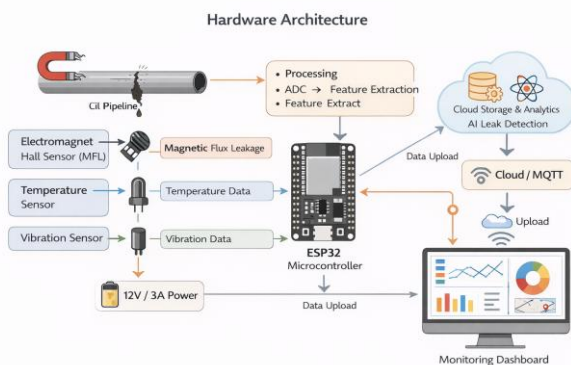 Hardware Architecture
Cil Pipeline
• Processing
• ADC → Feature Extraction
• Feature Extract
Cloud Storage & Analytics
AI Leak Detection
Electromagnet
Hall Sensor (MFL)
Magnetic Flux Leakage
Data Upload
Cloud / MQTT
Temperature
Sensor
Temperature Data
Upload
Vibration Sensor
Vibration Data
ESP32
Microcontroller
12V / 3A Power
Data Upload
Monitoring Dashboard